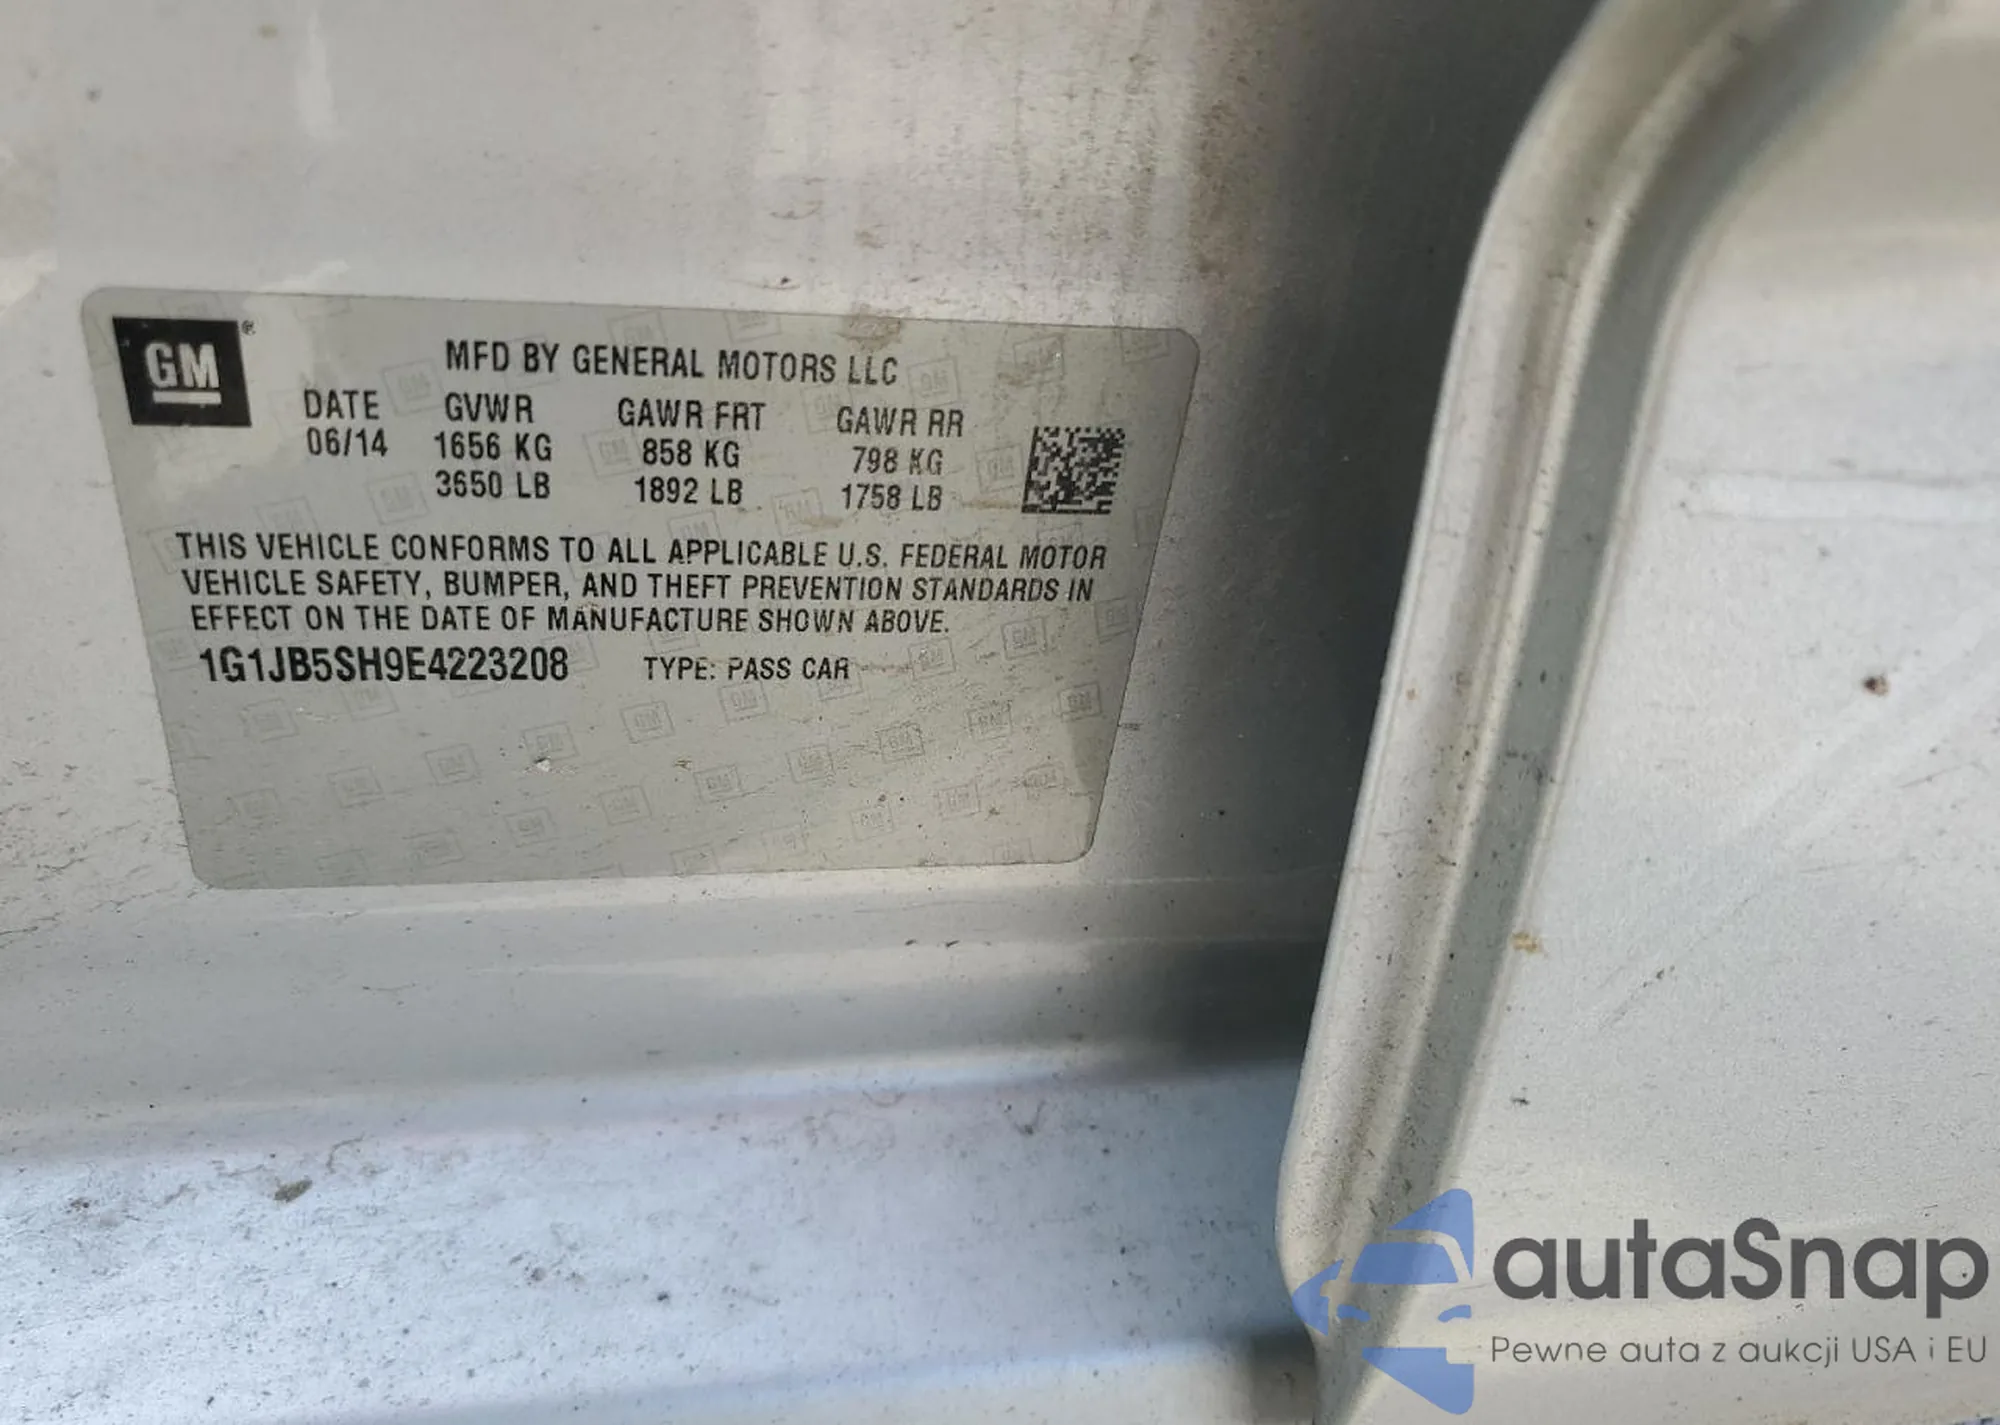 GM®
MFD BY GENERAL MOTORS LLC
DATE GVWR GAWR FRT GAWR RR
06/14 1656 KG 858 KG 798 KG
3650 LB 1892 LB 1758 LB
THIS VEHICLE CONFORMS TO ALL APPLICABLE U.S. FEDERAL MOTOR
VEHICLE SAFETY, BUMPER, AND THEFT PREVENTION STANDARDS IN
EFFECT ON THE DATE OF MANUFACTURE SHOWN ABOVE.
1G1JB5SH9E4223208 TYPE: PASS CAR
autaSnap
Pewne auta z aukcji USA i EU